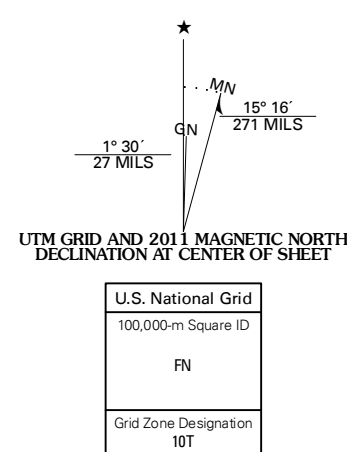 MN
15° 16´
271 MILS
GN
1° 30´
27 MILS
UTM GRID AND 2011 MAGNETIC NORTH
DECLINATION AT CENTER OF SHEET
U.S. National Grid
100,000-m Square ID
FN
Grid Zone Designation
10T